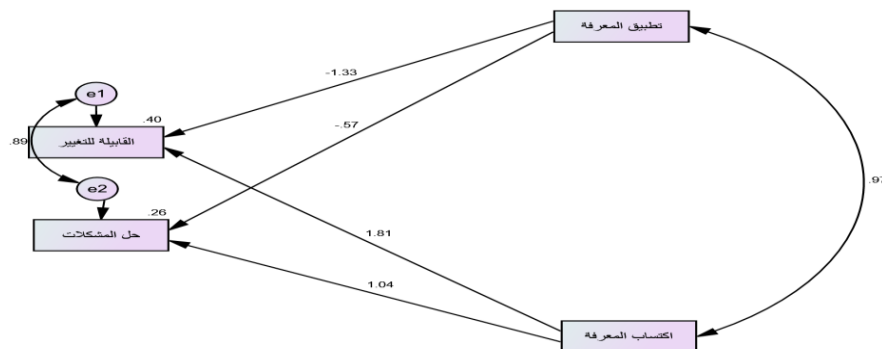 تطبيق المعرفة
-1.33
e1
.40
-.57
القابيلة للتغيير
.89
.97
e2
.26
حل المشكلات
1.81
1.04
اكتساب المعرفة